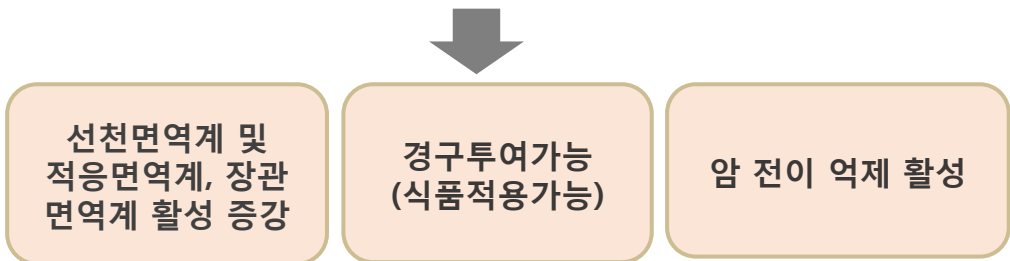 선천면역계 및
적응면역계, 장관
면역계 활성 증강
경구투여가능
(식품적용가능)
암 전이 억제 활성